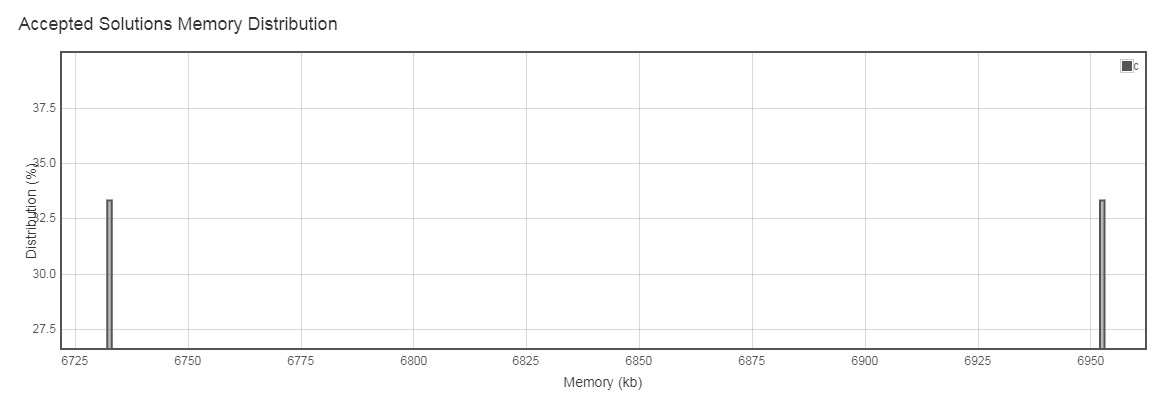 Accepted Solutions Memory Distribution
c
37.5
35.0
32.5
30.0
27.5
Distribution (%)
6725 6750 6775 6800 6825 6850 6875 6900 6925 6950
Memory (kb)